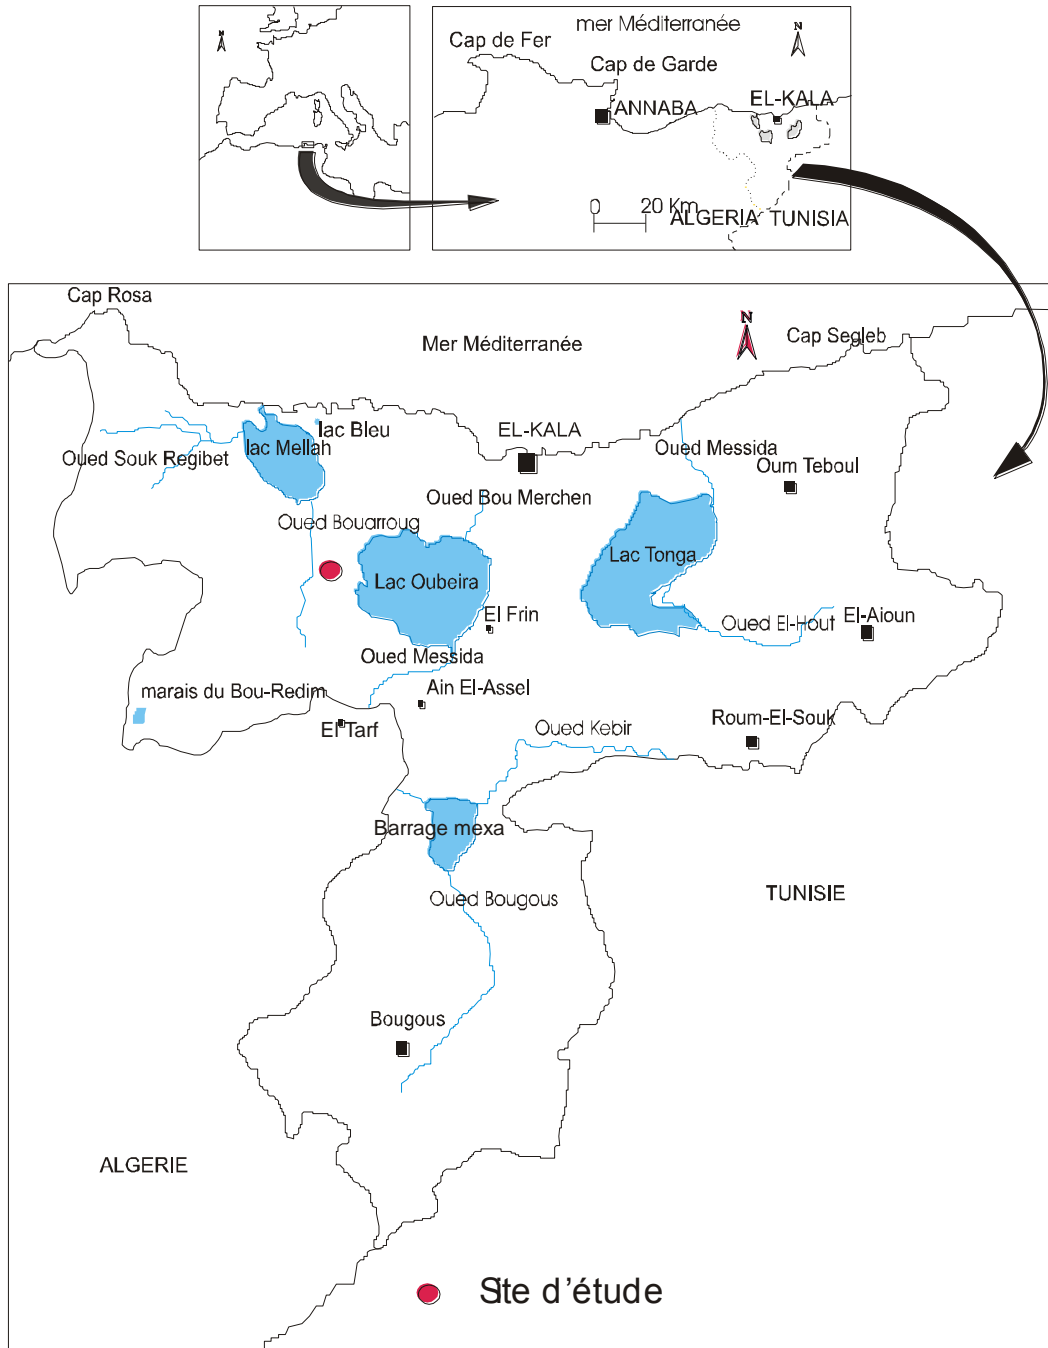 N
mer Méditerranée
N
Cap de Fer
Cap de Garde
ANNABA
EL-KALA
0 20 Km
ALGERIA TUNISIA
Cap Rosa
N
Mer Méditerranée
Cap Segleb
lac Bleu
EL-KALA
lac Mellah
Oued Messida
Oued Souk Regibet
Oum Teboul
Oued Bou Merchen
Oued Bouarroug
Lac Tonga
Lac Oubeira
El Frin
El-Aioun
Oued El-Hout
Oued Messida
Ain El-Assel
marais du Bou-Redim
Roum-El-Souk
El Tarf
Oued Kebir
Barrage mexa
Oued Bougous
TUNISIE
Bougous
ALGERIE
Site d'étude